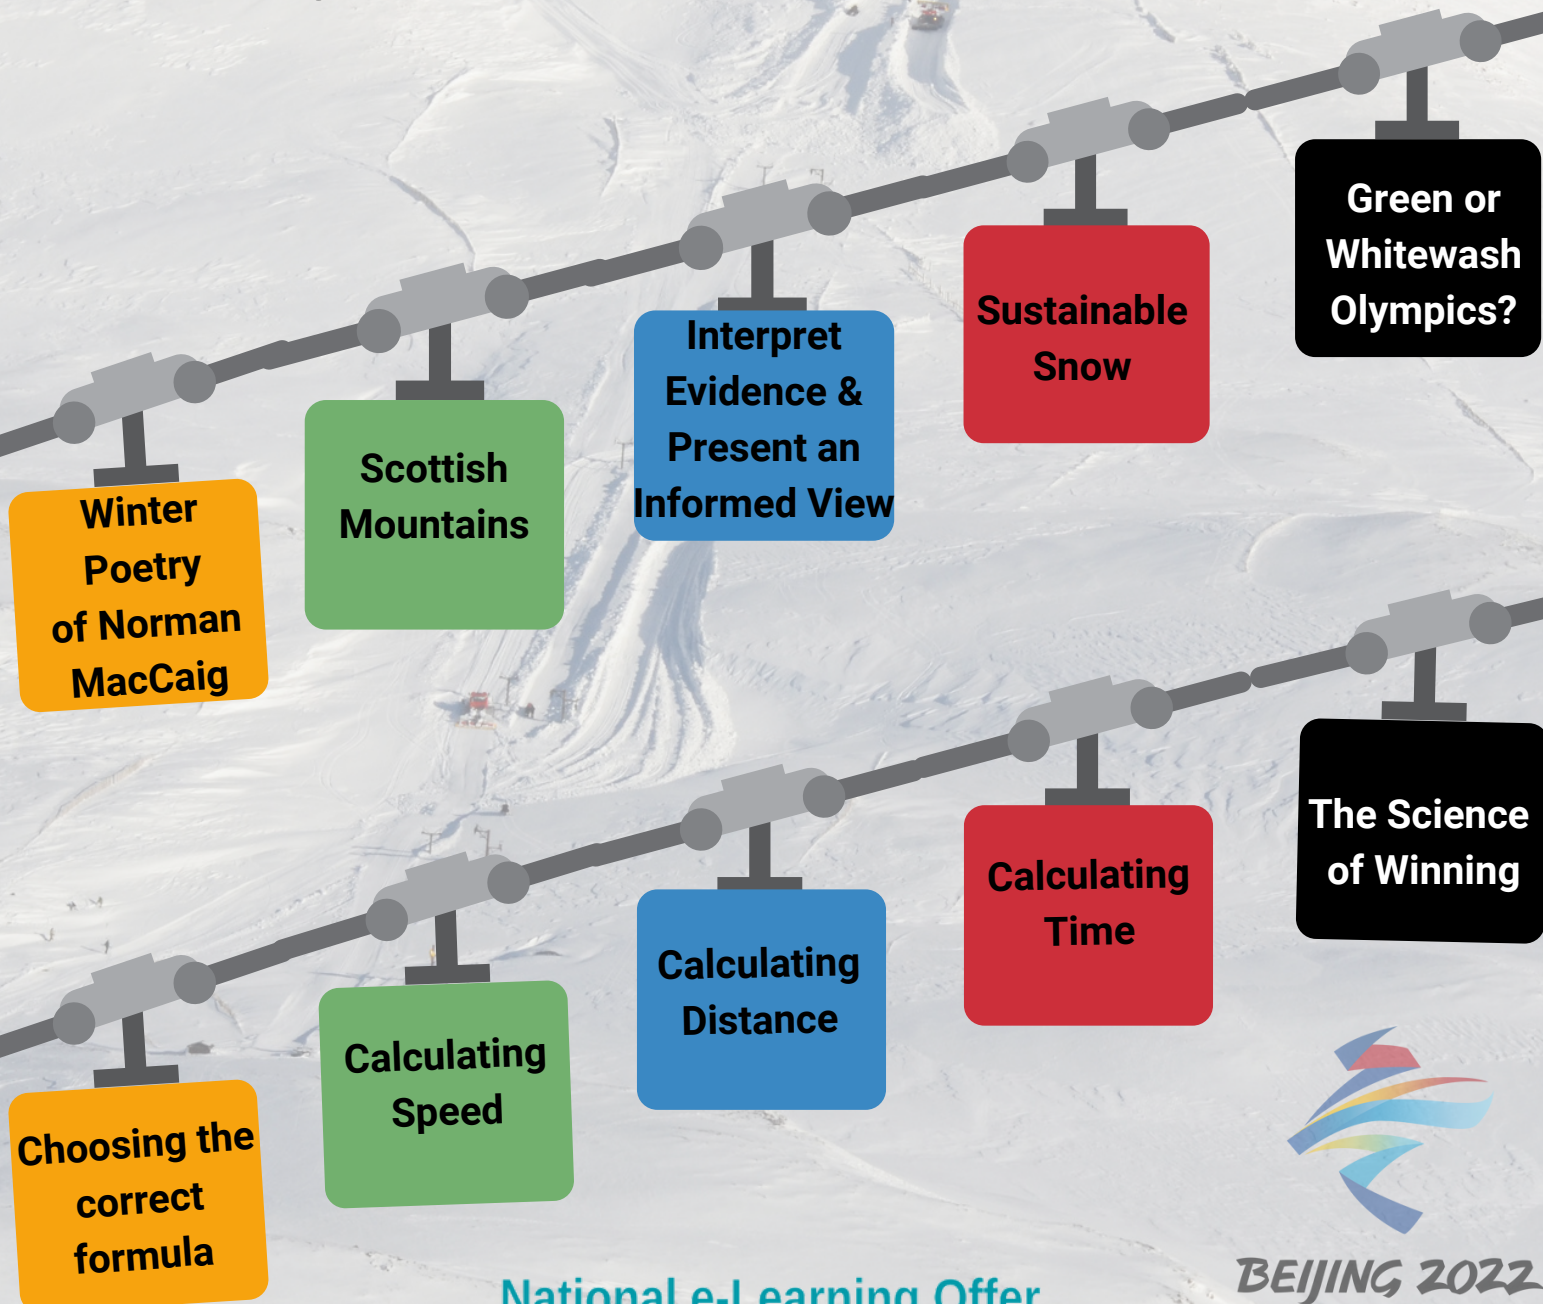 Winter
Poetry
of Norman
MacCaig
Scottish
Mountains
Interpret
Evidence &
Present an
Informed View
Sustainable
Snow
Green or
Whitewash
Olympics?
Choosing the
correct
formula
Calculating
Speed
Calculating
Distance
Calculating
Time
The Science
of Winning
National e-Learning Offer
BEIJING 2022